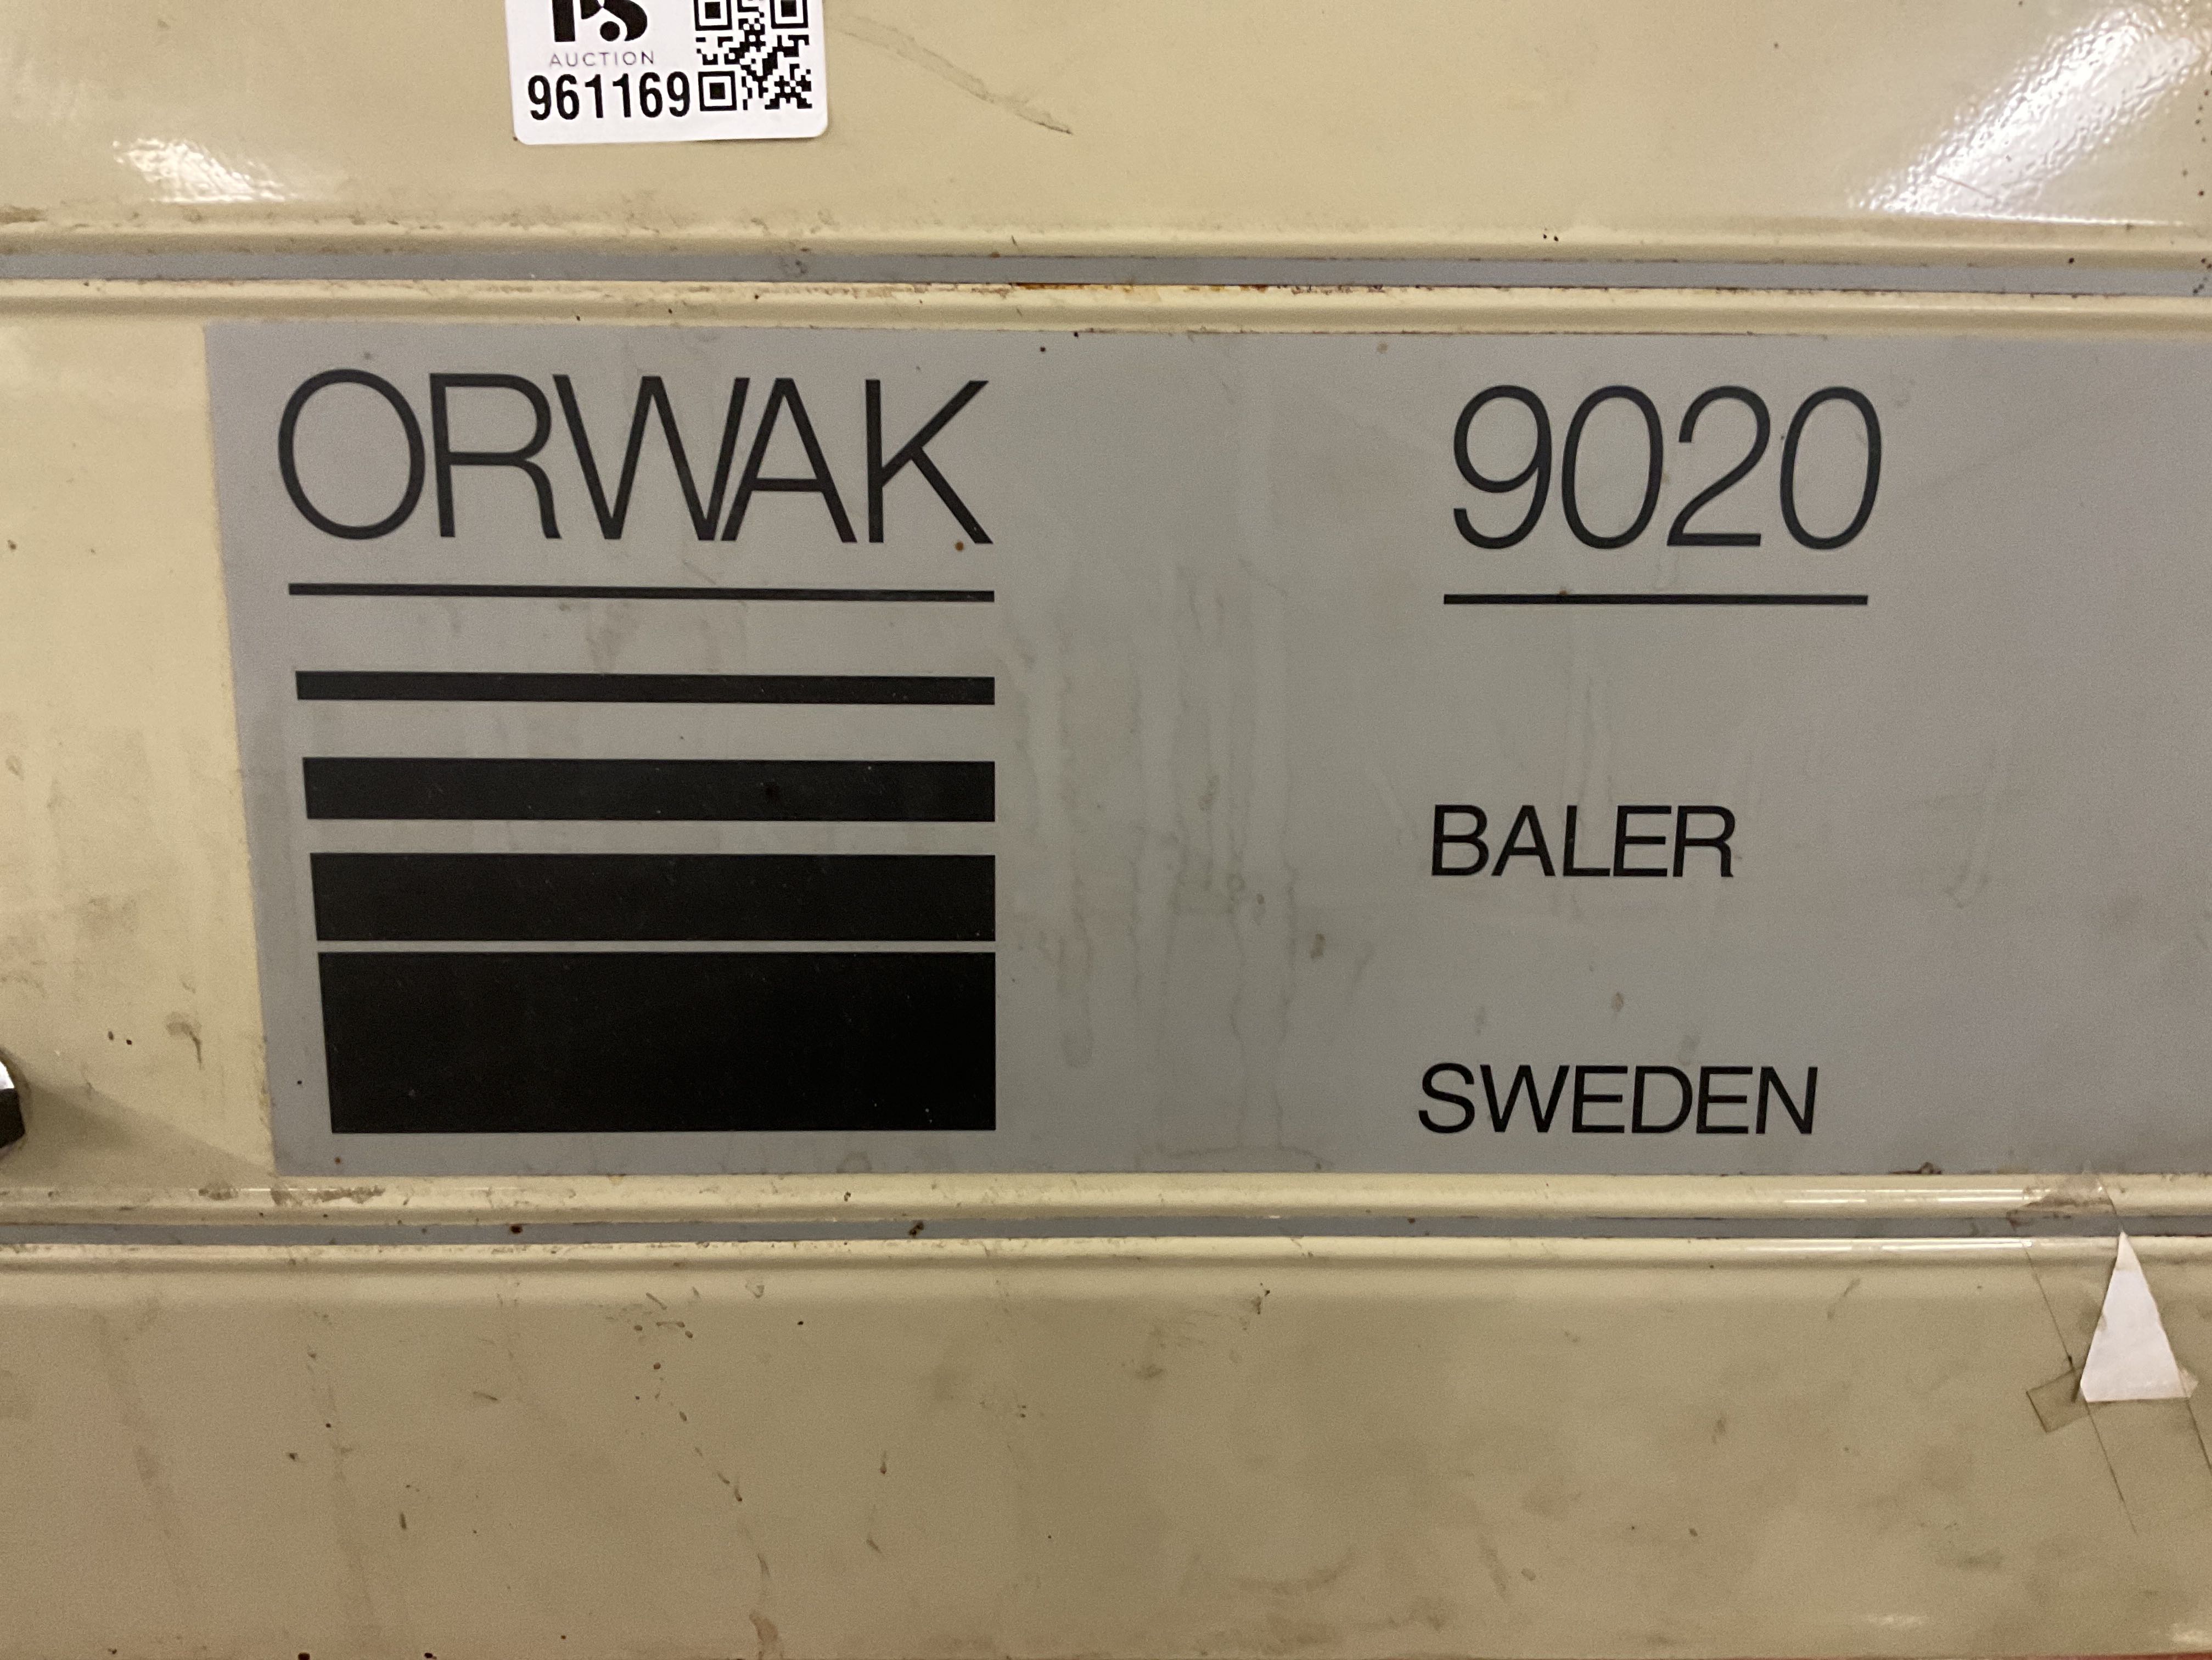 PS
AUCTION
961169
ORWAK
9020
BALER
SWEDEN